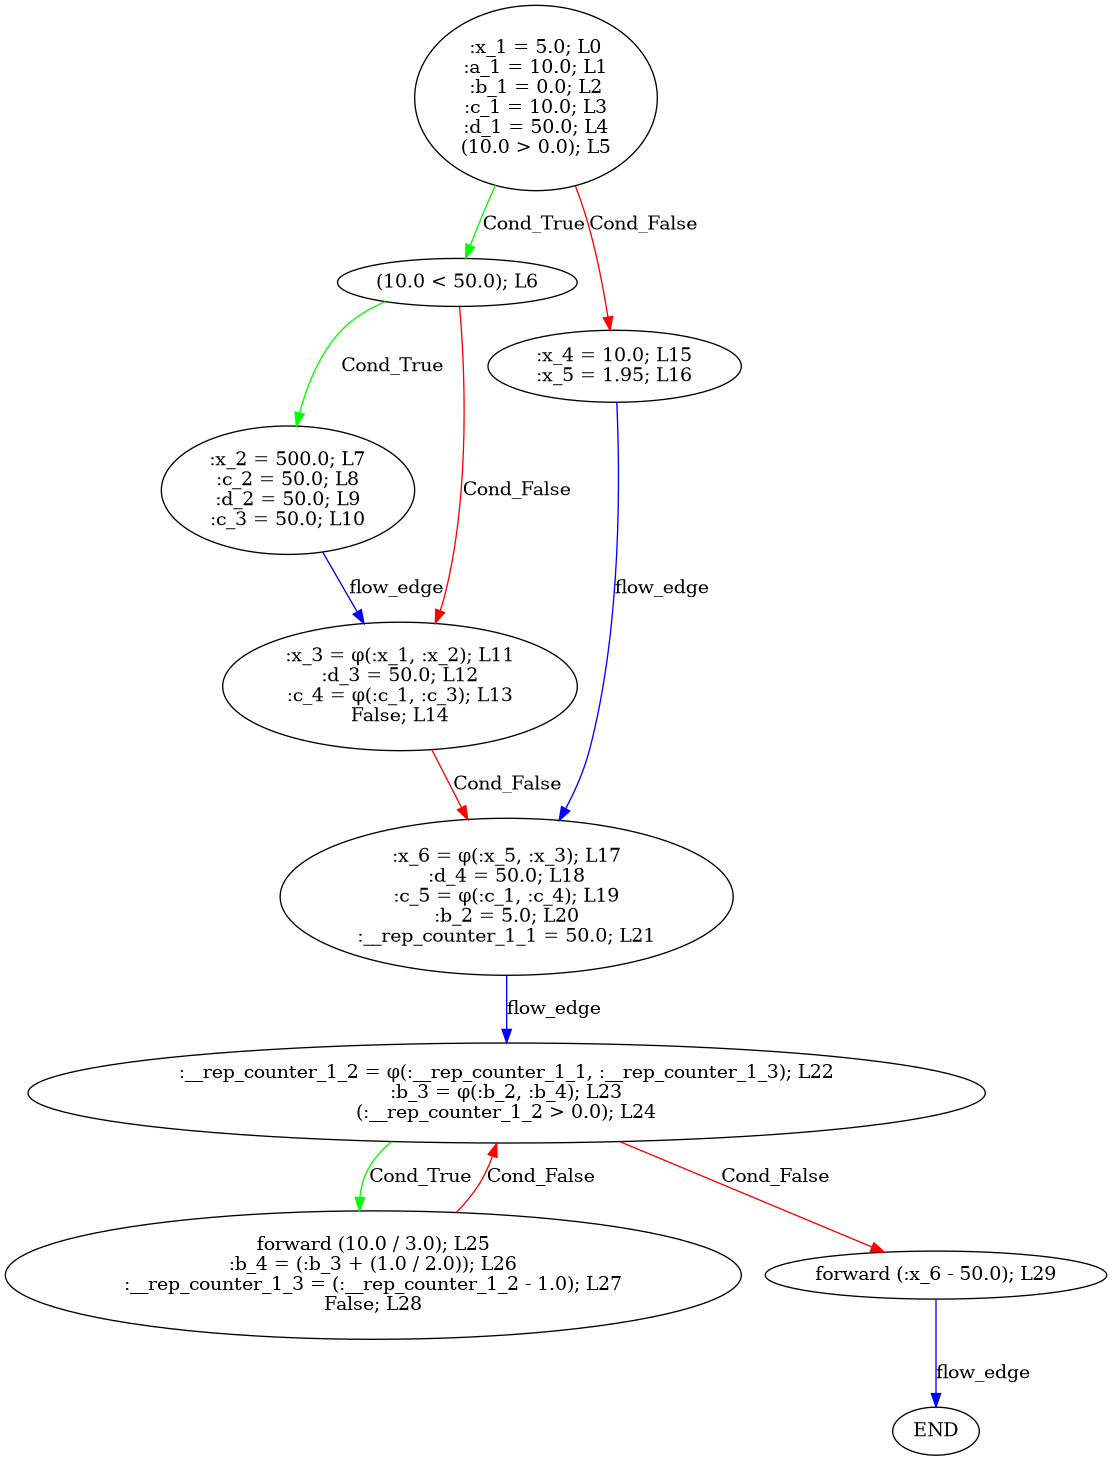 :x_1 = 5.0; L0
:a_1 = 10.0; L1
:b_1 = 0.0; L2
:c_1 = 10.0; L3
:d_1 = 50.0; L4
(10.0 > 0.0); L5
Cond_True
Cond_False
(10.0 < 50.0); L6
:x_4 = 10.0; L15
:x_5 = 1.95; L16
Cond_True
:x_2 = 500.0; L7
:c_2 = 50.0; L8
:d_2 = 50.0; L9
:c_3 = 50.0; L10
Cond_False
flow_edge
flow_edge
:x_3 = φ(:x_1, :x_2); L11
:d_3 = 50.0; L12
:c_4 = φ(:c_1, :c_3); L13
False; L14
Cond_False
:x_6 = φ(:x_5, :x_3); L17
:d_4 = 50.0; L18
:c_5 = φ(:c_1, :c_4); L19
:b_2 = 5.0; L20
:__rep_counter_1_1 = 50.0; L21
flow_edge
:__rep_counter_1_2 = φ(:__rep_counter_1_1, :__rep_counter_1_3); L22
:b_3 = φ(:b_2, :b_4); L23
(:__rep_counter_1_2 > 0.0); L24
Cond_True
Cond_False
Cond_False
forward (10.0 / 3.0); L25
:b_4 = (:b_3 + (1.0 / 2.0)); L26
:__rep_counter_1_3 = (:__rep_counter_1_2 - 1.0); L27
False; L28
forward (:x_6 - 50.0); L29
flow_edge
END